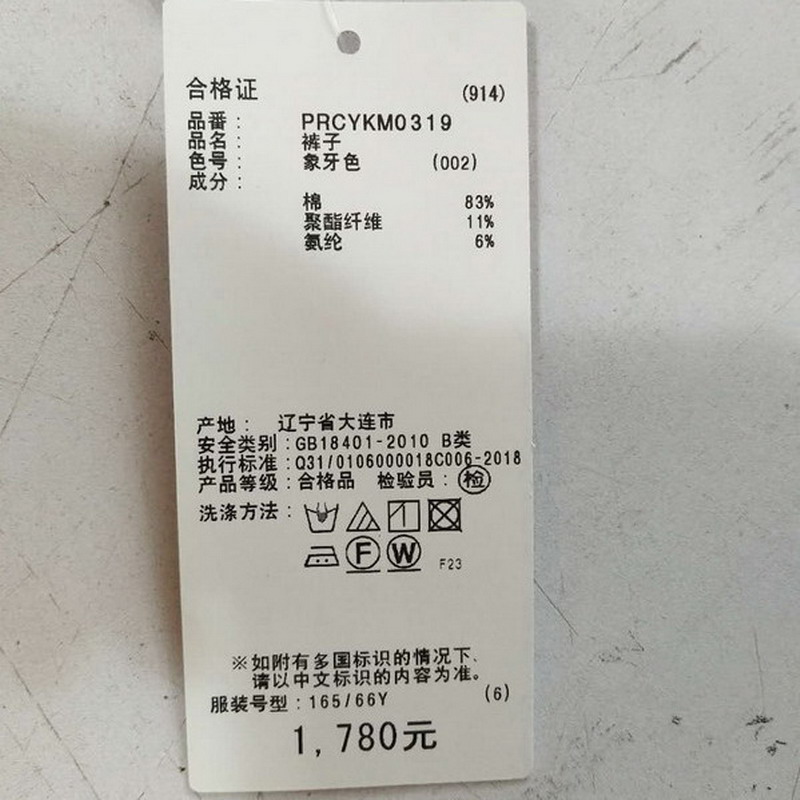 合格证 (914)
品番： PRCYKM0319
品名： 裤子
色号： 象牙色 (002)
成分：
棉 83%
聚酯纤维 11%
氨纶 6%
产地： 辽宁省大连市
安全类别：GB18401-2010 B类
执行标准：Q31/0106000018C006-2018
产品等级：合格品 检验员：检
洗涤方法：
F W F23
※如附有多国标识的情况下、
请以中文标识的内容为准。
服装号型：165/66Y (6)
1,780元